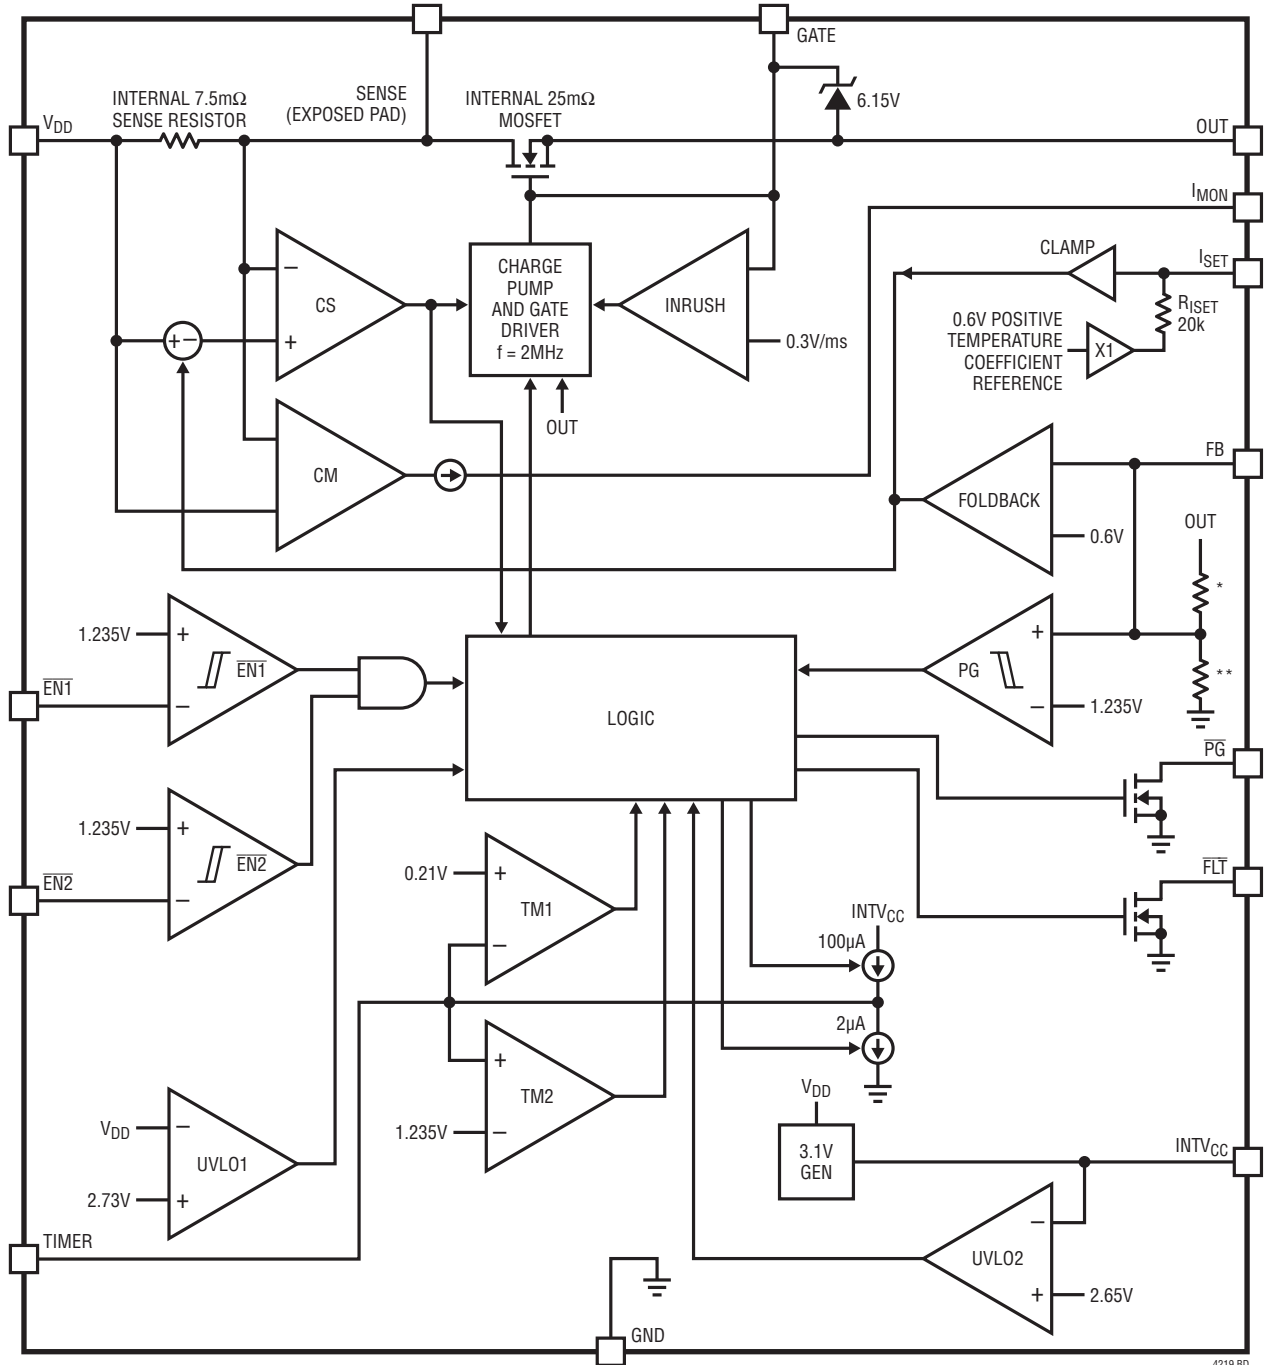 GATE
VDD
INTERNAL 7.5mΩ
SENSE RESISTOR
SENSE
(EXPOSED PAD)
INTERNAL 25mΩ
MOSFET
6.15V
OUT
IMON
CLAMP
ISET
RISET
20k
0.6V POSITIVE
TEMPERATURE
COEFFICIENT
REFERENCE
X1
−
CS
+
+−
CHARGE
PUMP
AND GATE
DRIVER
f = 2MHz
INRUSH
0.3V/ms
OUT
CM
FB
FOLDBACK
0.6V
OUT
*
**
1.235V
+
EN1
−
EN1
LOGIC
+
PG
−
1.235V
PG
1.235V
+
EN2
−
EN2
FLT
0.21V
+
TM1
−
INTVCC
100µA
2µA
+
TM2
1.235V
−
VDD
3.1V
GEN
INTVCC
VDD
−
UVLO1
2.73V
+
−
UVLO2
+
2.65V
TIMER
GND
4219 BD